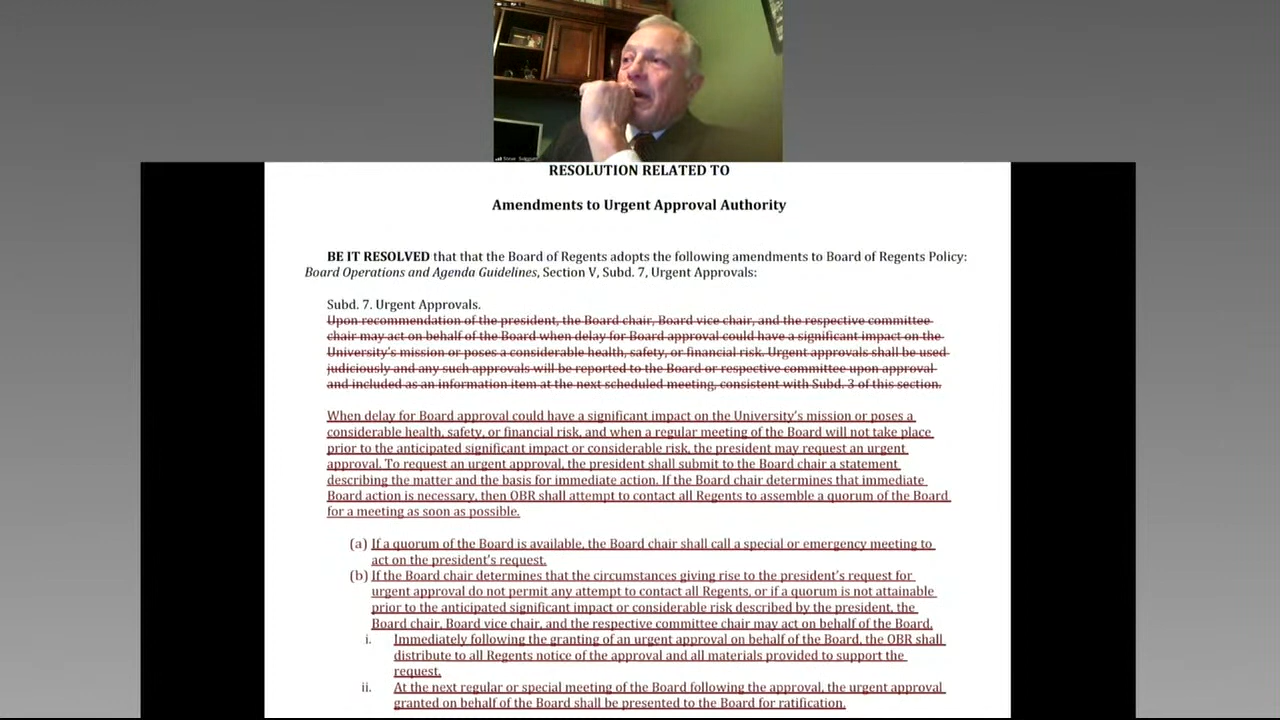 Steve Sviggum
RESOLUTION RELATED TO
Amendments to Urgent Approval Authority
BE IT RESOLVED that that the Board of Regents adopts the following amendments to Board of Regents Policy:
Board Operations and Agenda Guidelines, Section V, Subd. 7, Urgent Approvals:
Subd. 7. Urgent Approvals.
Upon recommendation of the president, the Board chair, Board vice chair, and the respective committee
chair may act on behalf of the Board when delay for Board approval could have a significant impact on the
University's mission or poses a considerable health, safety, or financial risk. Urgent approvals shall be used
judiciously and any such approvals will be reported to the Board or respective committee upon approval
and included as an information item at the next scheduled meeting, consistent with Subd. 3 of this section.
When delay for Board approval could have a significant impact on the University's mission or poses a
considerable health, safety, or financial risk, and when a regular meeting of the Board will not take place
prior to the anticipated significant impact or considerable risk, the president may request an urgent
approval. To request an urgent approval, the president shall submit to the Board chair a statement
describing the matter and the basis for immediate action. If the Board chair determines that immediate
Board action is necessary, then OBR shall attempt to contact all Regents to assemble a quorum of the Board
for a meeting as soon as possible.
(a) If a quorum of the Board is available, the Board chair shall call a special or emergency meeting to
act on the president's request.
(b) If the Board chair determines that the circumstances giving rise to the president's request for
urgent approval do not permit any attempt to contact all Regents, or if a quorum is not attainable
prior to the anticipated significant impact or considerable risk described by the president, the
Board chair, Board vice chair, and the respective committee chair may act on behalf of the Board.
i. Immediately following the granting of an urgent approval on behalf of the Board, the OBR shall
distribute to all Regents notice of the approval and all materials provided to support the
request.
ii. At the next regular or special meeting of the Board following the approval, the urgent approval
granted on behalf of the Board shall be presented to the Board for ratification.